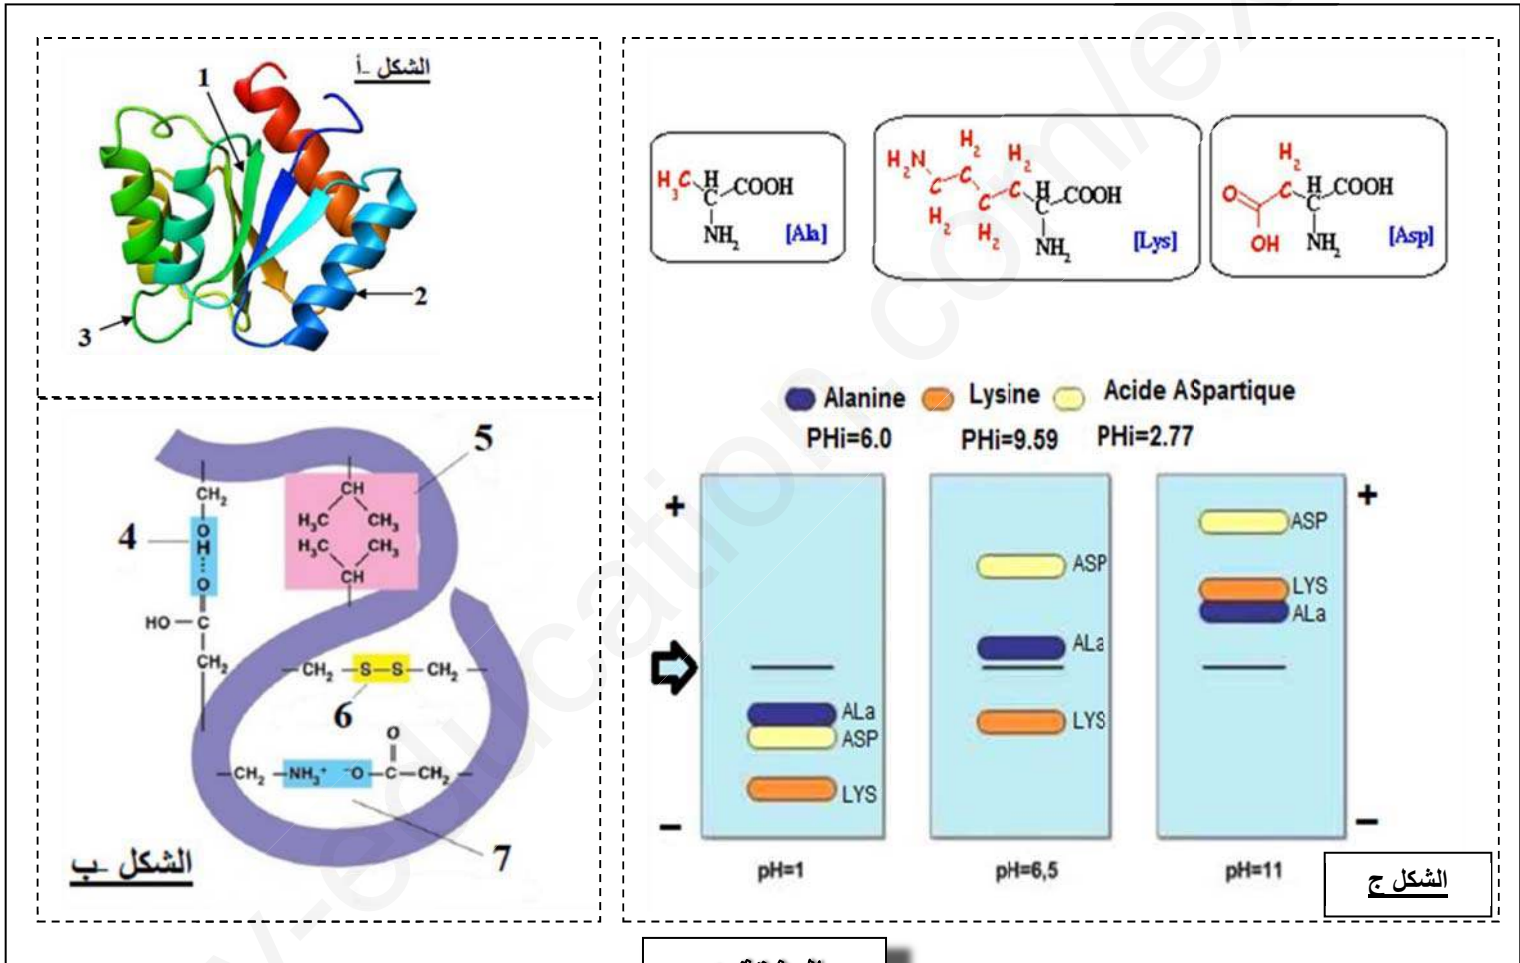 الشكل -أ
1
2
3
الشكل -ب
4
5
6
7
CH2
O
H
O
HO — C
CH2
CH
H3C CH3
H3C CH3
CH
—CH2 —S—S—CH2 —
O
—CH2 —NH3+ −O—C—CH2 —
H3C H C COOH
NH2 [Ala]
H2N C H2 C H2 C H2 C H2 H C COOH
NH2 [Lys]
O OH C H2 H C COOH
NH2 [Asp]
Alanine Lysine Acide ASpartique
PHi=6.0 PHi=9.59 PHi=2.77
+
−
ALa
ASP
LYS
pH=1
ASP
ALa
LYS
pH=6,5
+
−
ASP
LYS
ALa
pH=11
الشكل ج